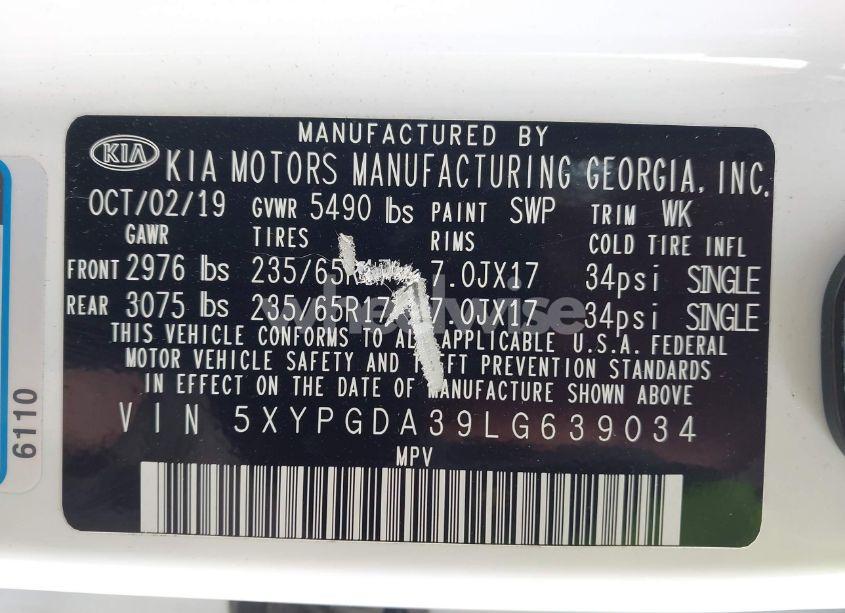 MANUFACTURED BY
KIA KIA MOTORS MANUFACTURING GEORGIA, INC.
OCT/02/19 GVWR 5490 lbs PAINT SWP TRIM WK
GAWR TIRES RIMS COLD TIRE INFL
FRONT 2976 lbs 235/65R17 7.0JX17 34psi SINGLE
REAR 3075 lbs 235/65R17 7.0JX17 34psi SINGLE
THIS VEHICLE CONFORMS TO ALL APPLICABLE U.S.A. FEDERAL
MOTOR VEHICLE SAFETY AND THEFT PREVENTION STANDARDS
IN EFFECT ON THE DATE OF MANUFACTURE SHOWN ABOVE
VIN 5XYPGDA39LG639034
MPV
6110